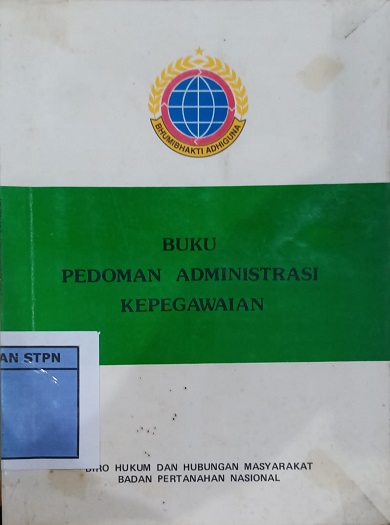 BHUMIBHAKTI ADHIGUNA
BUKU
PEDOMAN ADMINISTRASI
KEPEGAWAIAN
AN STPN
BIRO HUKUM DAN HUBUNGAN MASYARAKAT
BADAN PERTANAHAN NASIONAL